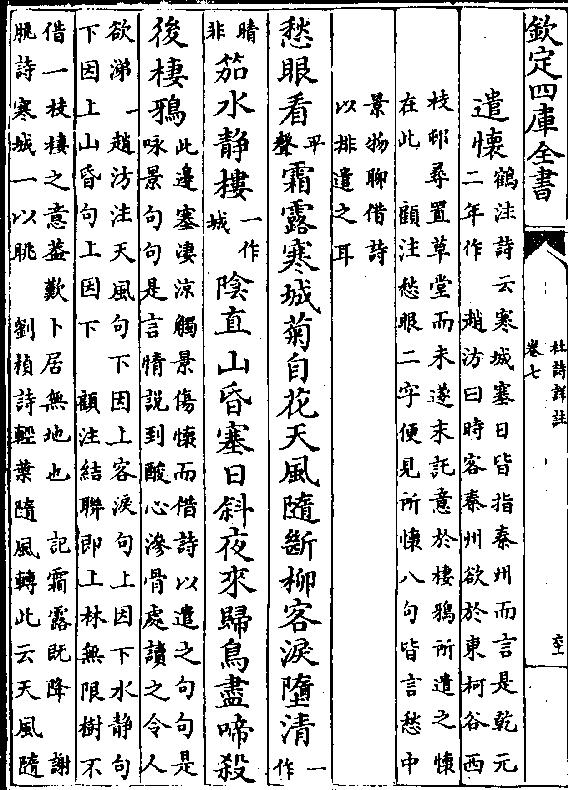 欽定四庫全書
杜詩詳註
卷七
遣懷
鶴注詩云寒城塞日皆指秦州而言是乾元
二年作 趙汸曰時客秦州欲於東柯谷西
枝邨尋置草堂而未遂末託意於棲鴉所遣之懷
在此 顧注愁眼二字便見所懷八句皆言愁中
景物聊借詩
以排遣之耳
愁眼看平聲霜露寒城菊自花天風隨斷柳客淚墮清一作
晴非笳水靜樓一作城陰直山昏塞日斜夜來歸鳥盡啼殺
後棲鴉
此邊塞凄涼觸景傷懷而借詩以遣之句句是
咏景句句是言情說到酸心滲骨處讀之令人
欲涕 趙汸注天風句下因上客淚句上因下水靜句
下因上山昏句上因下 顧注結聯即上林無限樹不
借一枝棲之意蓋歎卜居無地也 記霜露既降 謝
朓詩寒城一以眺 劉楨詩輕葉隨風轉此云天風隨